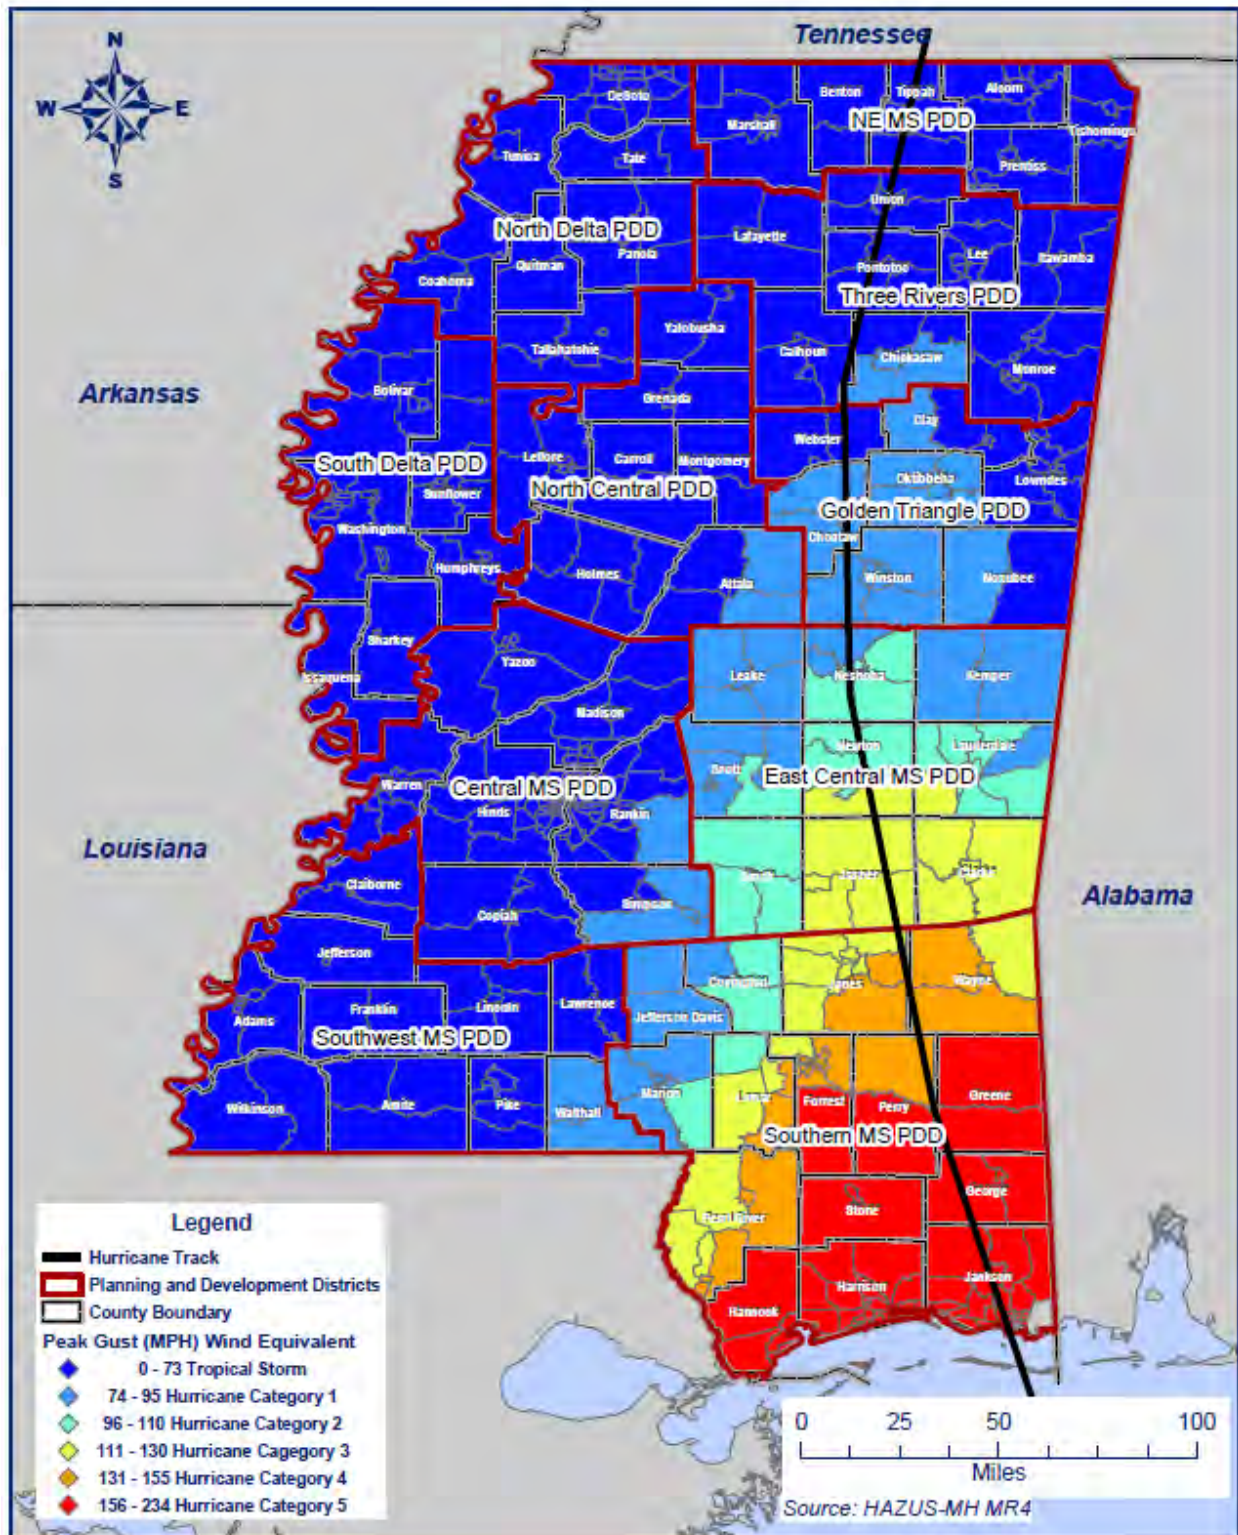 N
W E
S
Tennessee
DeSoto
Benton
Tippah
Alcorn
Marshall
NE MS PDD
Tishomingo
Tunica
Tate
Prentiss
Union
North Delta PDD
Lafayette
Panola
Quitman
Pontotoc
Lee
Itawamba
Coahoma
Three Rivers PDD
Yalobusha
Tallahatchie
Calhoun
Chickasaw
Monroe
Arkansas
Bolivar
Grenada
Clay
Webster
Leflore
Carroll
Montgomery
South Delta PDD
North Central PDD
Oktibbeha
Lowndes
Sunflower
Golden Triangle PDD
Washington
Choctaw
Humphreys
Holmes
Attala
Winston
Noxubee
Sharkey
Yazoo
Issaquena
Leake
Neshoba
Kemper
Madison
Newton
Lauderdale
Scott
East Central MS PDD
Warren
Central MS PDD
Hinds
Rankin
Louisiana
Claiborne
Smith
Jasper
Clarke
Alabama
Copiah
Simpson
Jefferson
Covington
Jones
Wayne
Franklin
Lincoln
Lawrence
Adams
Jefferson Davis
Southwest MS PDD
Marion
Lamar
Forrest
Perry
Greene
Wilkinson
Amite
Pike
Walthall
Southern MS PDD
George
Stone
Pearl River
Jackson
Harrison
Hancock
Legend
Hurricane Track
Planning and Development Districts
County Boundary
Peak Gust (MPH) Wind Equivalent
0 - 73 Tropical Storm
74 - 95 Hurricane Category 1
96 - 110 Hurricane Category 2
111 - 130 Hurricane Cagegory 3
131 - 155 Hurricane Category 4
156 - 234 Hurricane Category 5
0 25 50 100
Miles
Source: HAZUS-MH MR4